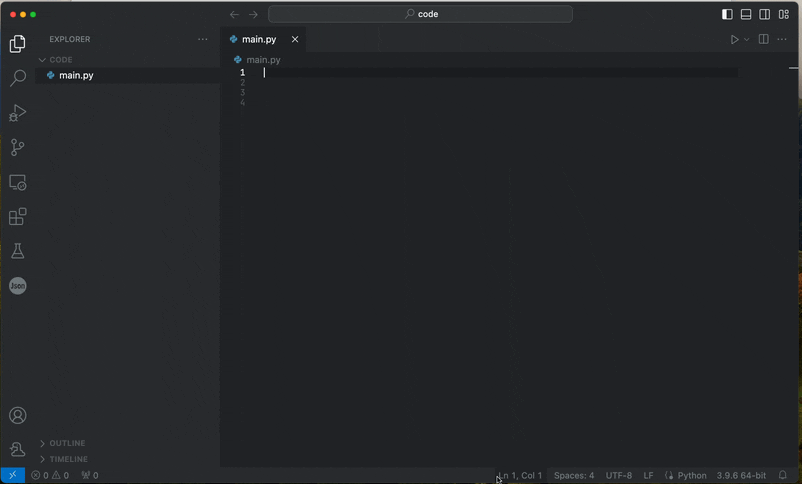 code
EXPLORER
main.py
CODE
main.py
main.py
1
2
3
4
Json
OUTLINE
TIMELINE
0 0 0 Ln 1, Col 1 Spaces: 4 UTF-8 LF Python 3.9.6 64-bit